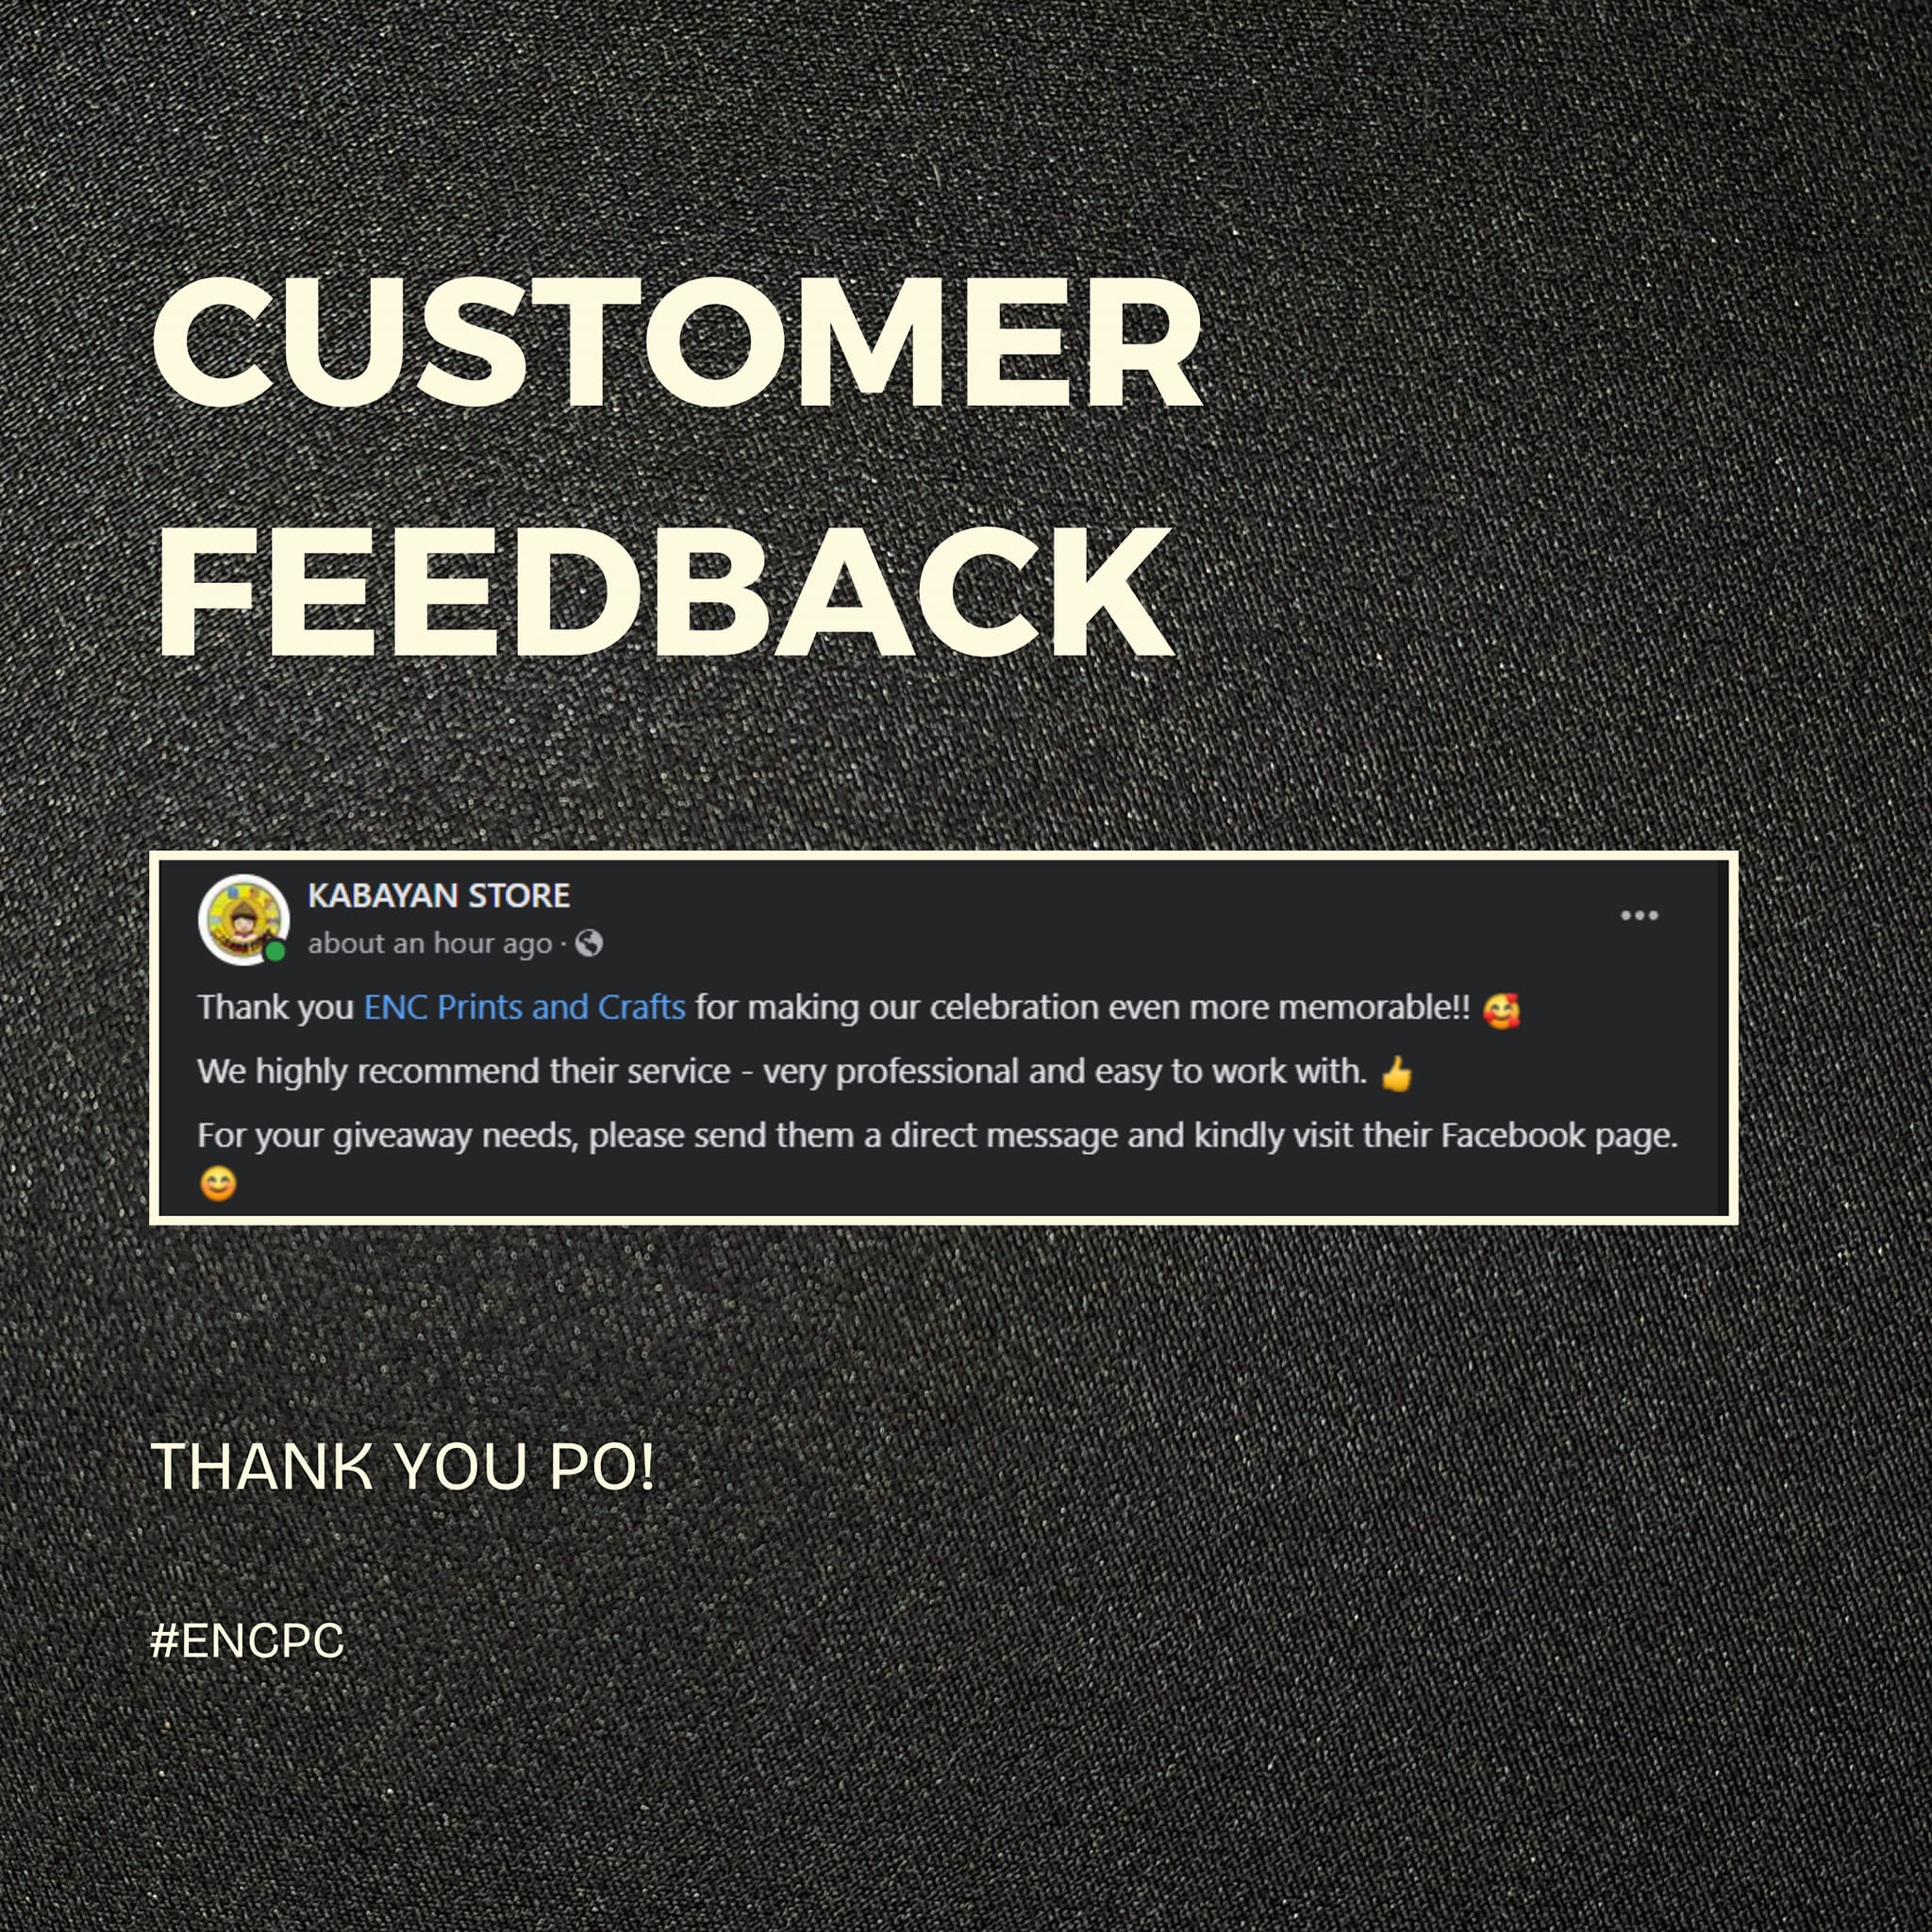 CUSTOMER
FEEDBACK
KABAYAN STORE
about an hour ago ·
Thank you ENC Prints and Crafts for making our celebration even more memorable!! 🥰
We highly recommend their service - very professional and easy to work with. 👍
For your giveaway needs, please send them a direct message and kindly visit their Facebook page.
😊
THANK YOU PO!
#ENCPC